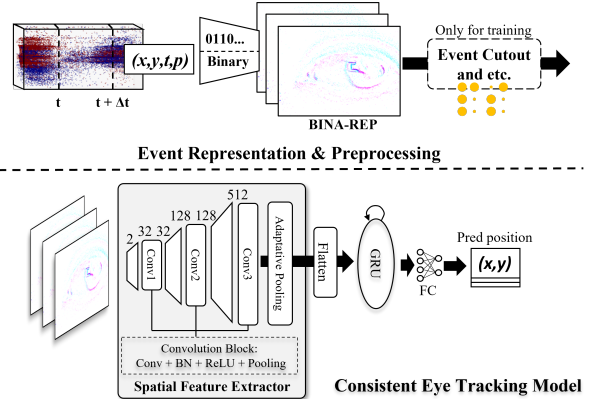 (x,y,t,p)
t
t + Δt
0110...
Binary
BINA-REP
Only for training
Event Cutout
and etc.
Event Representation & Preprocessing
2
32
32
128
128
512
Conv1
Conv2
Conv3
Adaptative Pooling
Flatten
GRU
FC
Pred position
(x,y)
Convolution Block:
Conv + BN + ReLU + Pooling
Spatial Feature Extractor
Consistent Eye Tracking Model